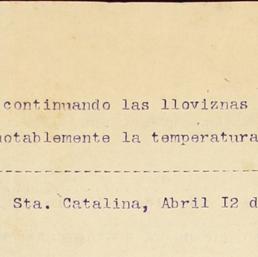 continuando las lloviznas
notablemente la temperatura
--------------------------------
Sta. Catalina, Abril I2 d